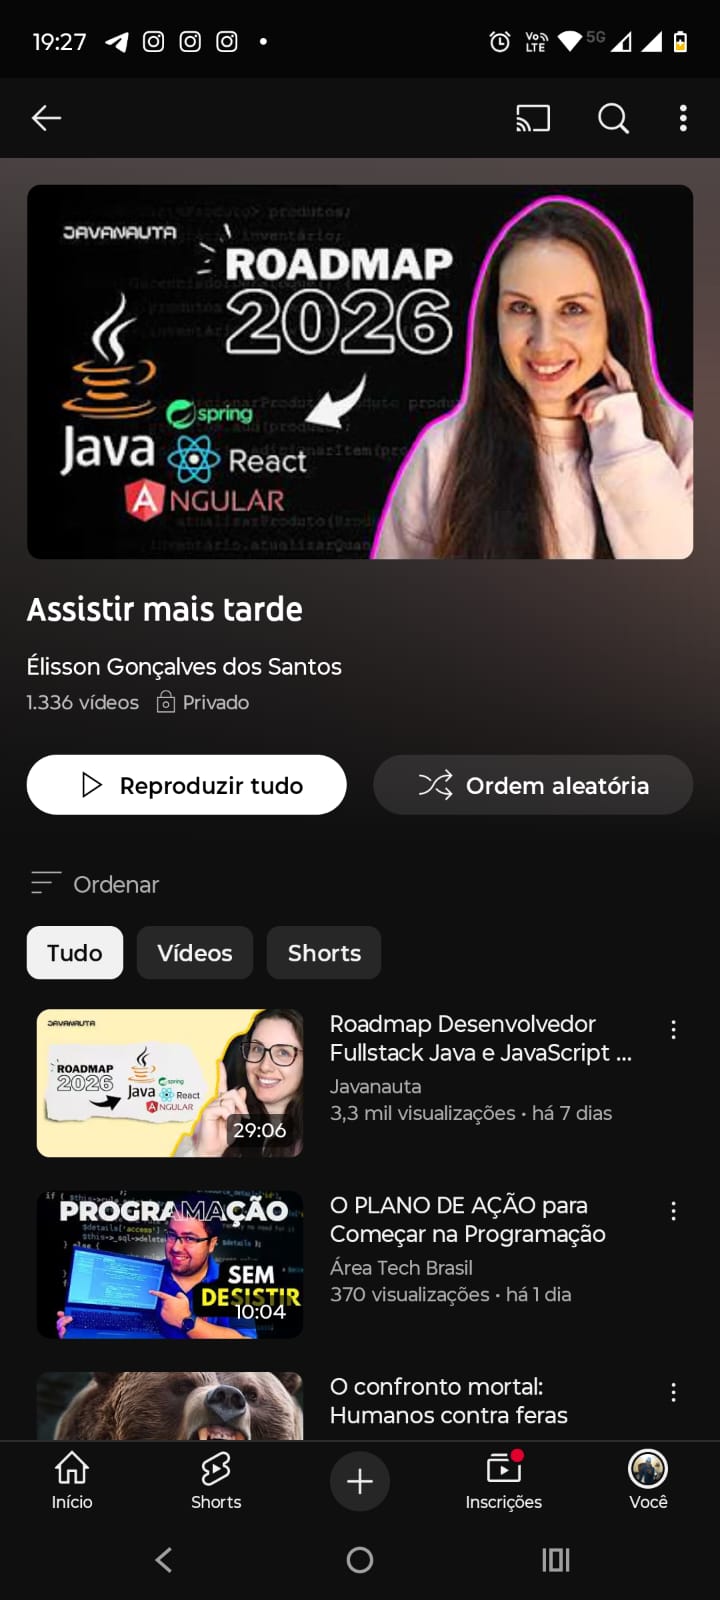 19:27
Vo))
LTE
5G
JAVANAUTA
ROADMAP
2026
spring
Java
React
ANGULAR
Assistir mais tarde
Élisson Gonçalves dos Santos
1.336 vídeos Privado
Reproduzir tudo
Ordem aleatória
Ordenar
Tudo
Vídeos
Shorts
JAVANAUTA
ROADMAP
2026
spring
Java
React
ANGULAR
29:06
Roadmap Desenvolvedor
Fullstack Java e JavaScript ...
Javanauta
3,3 mil visualizações • há 7 dias
PROGRAMAÇÃO
SEM
DESISTIR
10:04
O PLANO DE AÇÃO para
Começar na Programação
Área Tech Brasil
370 visualizações • há 1 dia
O confronto mortal:
Humanos contra feras
Início
Shorts
Inscrições
Você